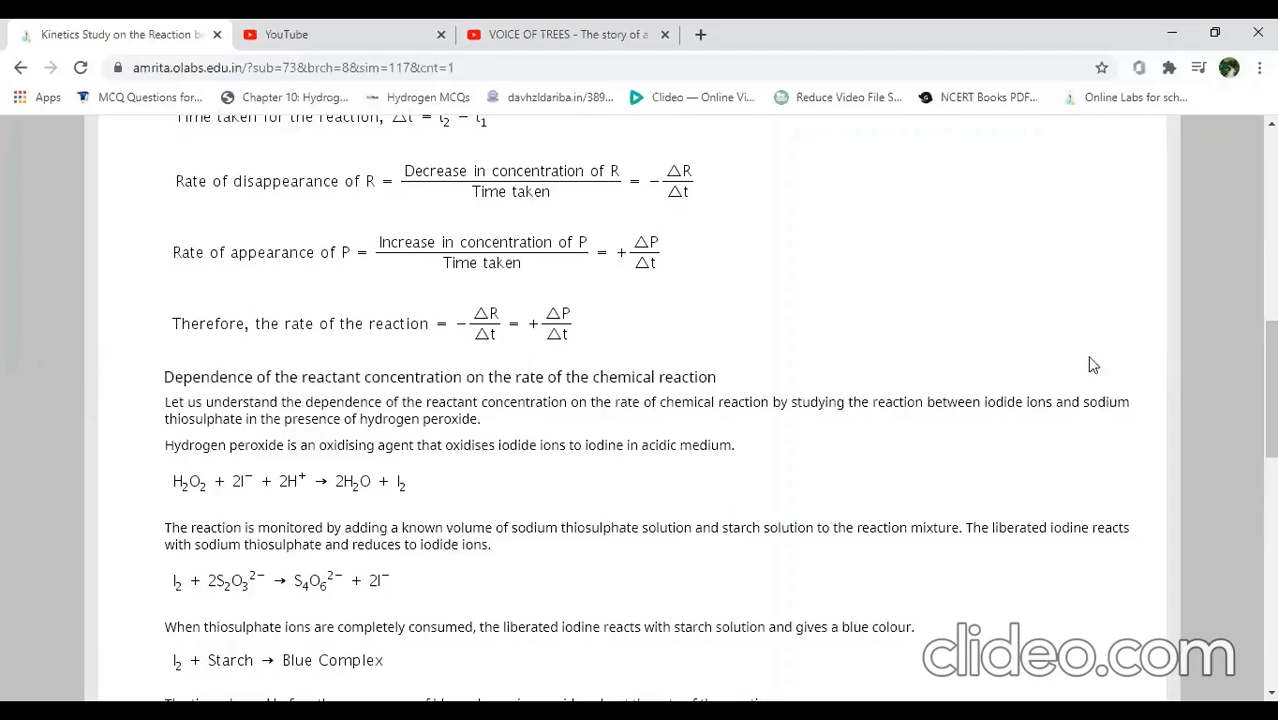 Kinetics Study on the Reaction be
YouTube
VOICE OF TREES - The story of a
amrita.olabs.edu.in/?sub=73&brch=8&sim=117&cnt=1
Apps
MCQ Questions for...
Chapter 10: Hydrog...
Hydrogen MCQs
davhzldariba.in/389...
Clideo — Online Vi...
Reduce Video File S...
NCERT Books PDF...
Online Labs for sch...
Time taken for the reaction, △t = t₂ − t₁
Rate of disappearance of R = Decrease in concentration of R / Time taken = − △R / △t
Rate of appearance of P = Increase in concentration of P / Time taken = + △P / △t
Therefore, the rate of the reaction = − △R / △t = + △P / △t
Dependence of the reactant concentration on the rate of the chemical reaction
Let us understand the dependence of the reactant concentration on the rate of chemical reaction by studying the reaction between iodide ions and sodium
thiosulphate in the presence of hydrogen peroxide.
Hydrogen peroxide is an oxidising agent that oxidises iodide ions to iodine in acidic medium.
H₂O₂ + 2I⁻ + 2H⁺ → 2H₂O + I₂
The reaction is monitored by adding a known volume of sodium thiosulphate solution and starch solution to the reaction mixture. The liberated iodine reacts
with sodium thiosulphate and reduces to iodide ions.
I₂ + 2S₂O₃²⁻ → S₄O₆²⁻ + 2I⁻
When thiosulphate ions are completely consumed, the liberated iodine reacts with starch solution and gives a blue colour.
I₂ + Starch → Blue Complex
clideo.com